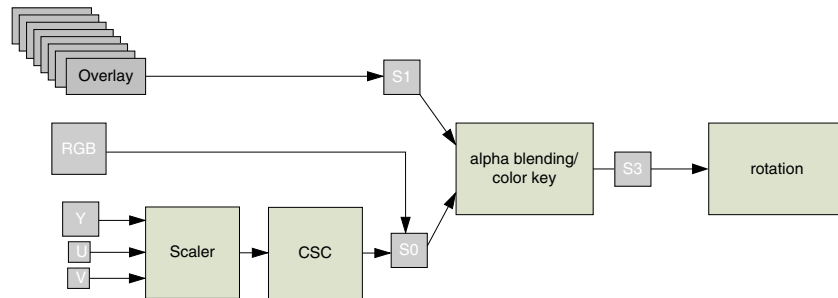 Overlay
S1
RGB
alpha blending/
color key
S3
rotation
Y
U
V
Scaler
CSC
S0